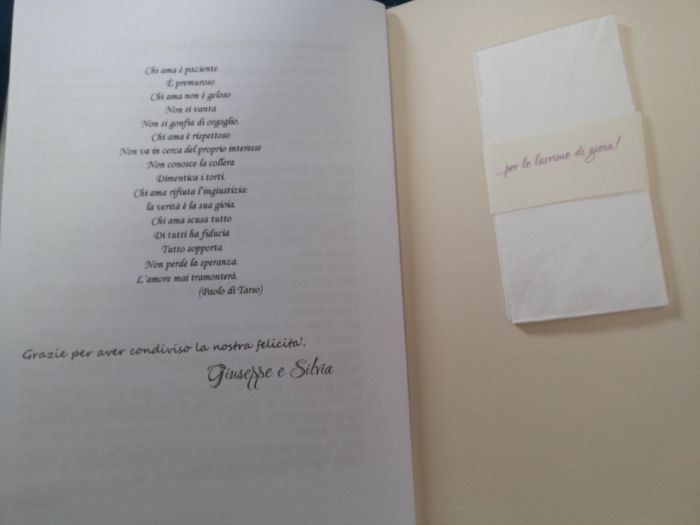 Chi ama è paziente
È premuroso
Chi ama non è geloso
Non si vanta
Non si gonfia di orgoglio.
Chi ama è rispettoso
Non va in cerca del proprio interesse
Non conosce la collera
Dimentica i torti.
Chi ama rifiuta l'ingiustizia:
la verità è la sua gioia.
Chi ama scusa tutto
Di tutti ha fiducia
Tutto sopporta
Non perde la speranza.
L'amore mai tramonterà.
(Paolo di Tarso)
Grazie per aver condiviso la nostra felicita'.
Giuseppe e Silvia
...per le lacrime di gioia!